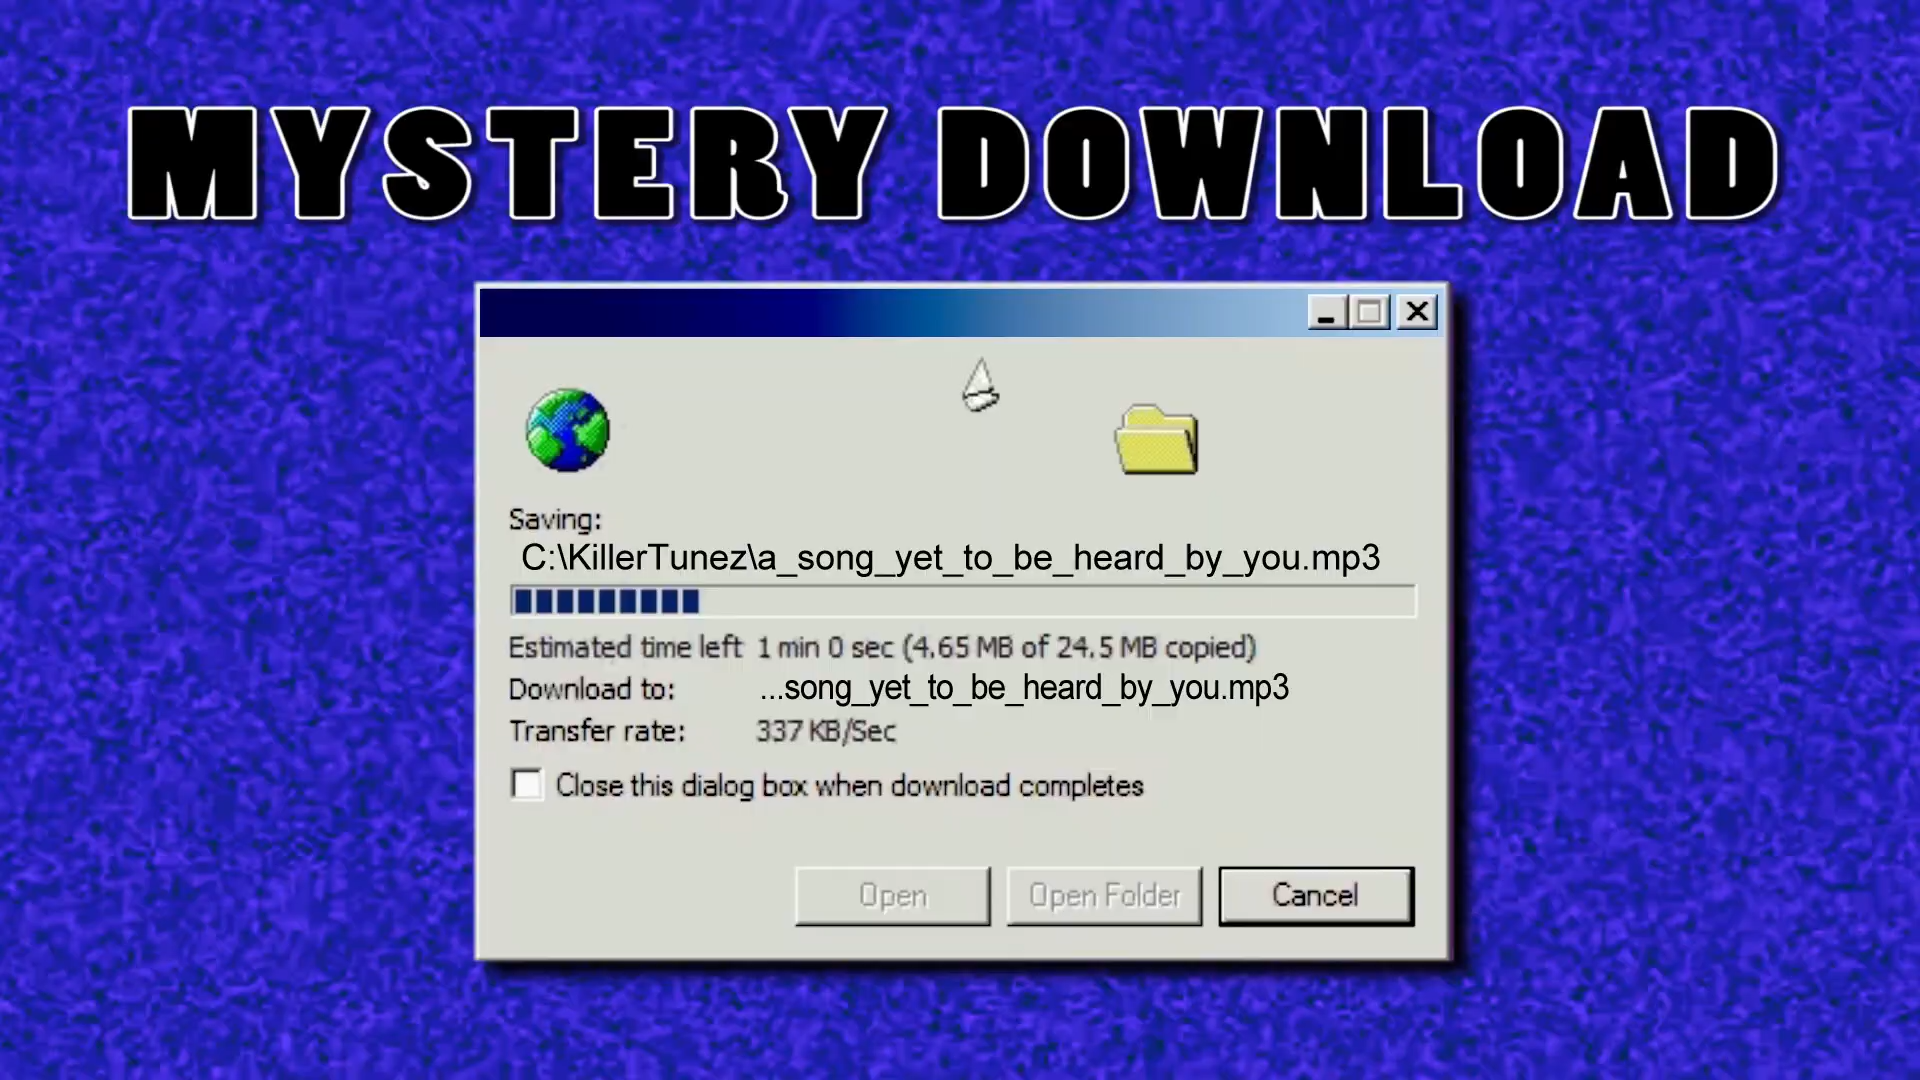 MYSTERY DOWNLOAD
Saving:
C:\KillerTunez\a_song_yet_to_be_heard_by_you.mp3
Estimated time left 1 min 0 sec (4.65 MB of 24.5 MB copied)
Download to: ...song_yet_to_be_heard_by_you.mp3
Transfer rate: 337 KB/Sec
Close this dialog box when download completes
Open Open Folder Cancel